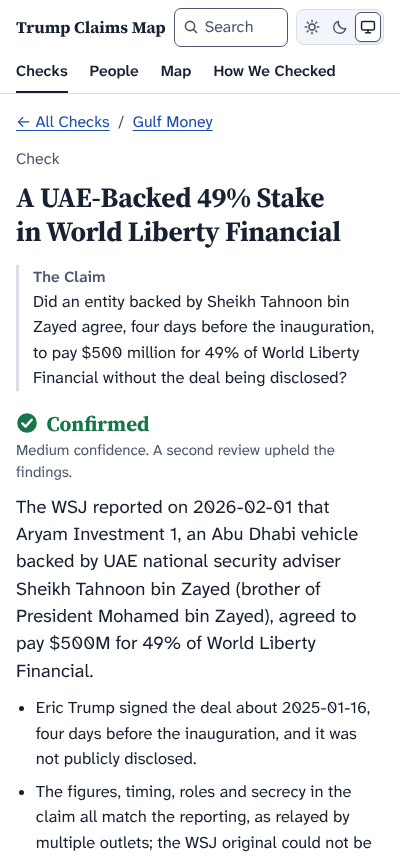 Trump Claims Map
Search
Checks People Map How We Checked
← All Checks / Gulf Money
Check
A UAE-Backed 49% Stake
in World Liberty Financial
The Claim
Did an entity backed by Sheikh Tahnoon bin
Zayed agree, four days before the inauguration,
to pay $500 million for 49% of World Liberty
Financial without the deal being disclosed?
Confirmed
Medium confidence. A second review upheld the
findings.
The WSJ reported on 2026-02-01 that
Aryam Investment 1, an Abu Dhabi vehicle
backed by UAE national security adviser
Sheikh Tahnoon bin Zayed (brother of
President Mohamed bin Zayed), agreed to
pay $500M for 49% of World Liberty
Financial.
• Eric Trump signed the deal about 2025-01-16,
four days before the inauguration, and it was
not publicly disclosed.
• The figures, timing, roles and secrecy in the
claim all match the reporting, as relayed by
multiple outlets; the WSJ original could not be